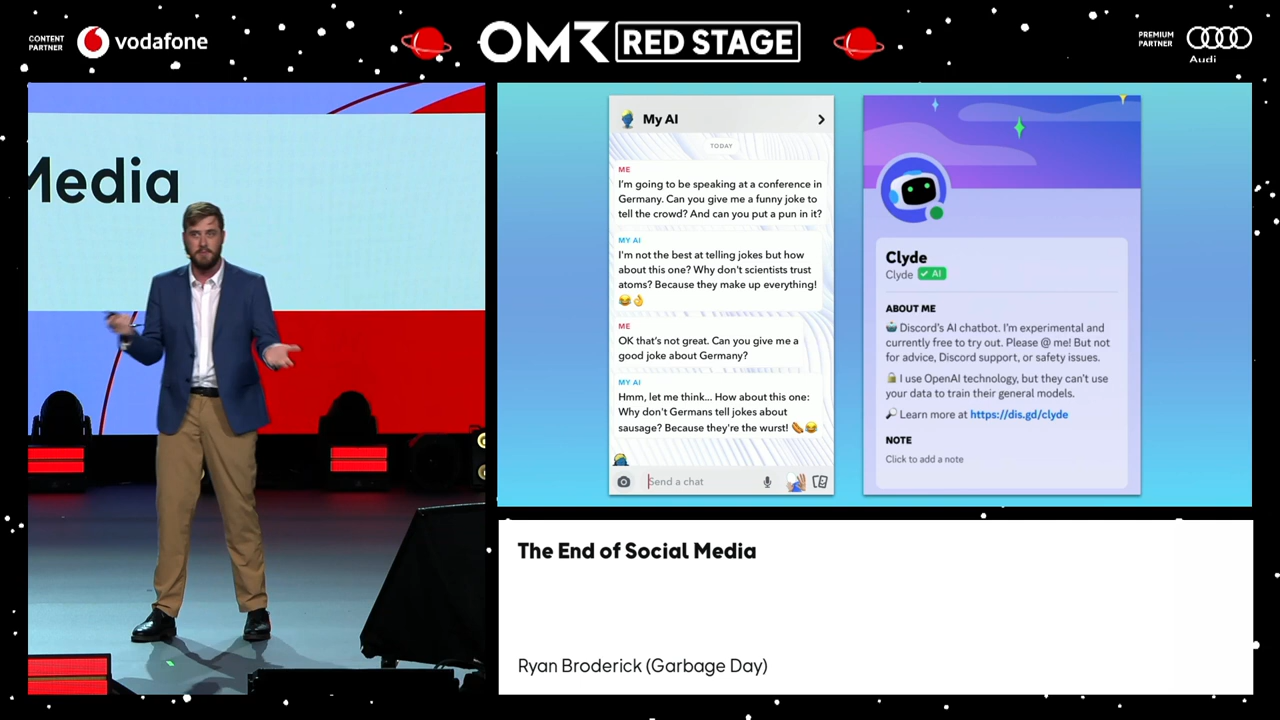 CONTENT
PARTNER
vodafone
OMR RED STAGE
PREMIUM
PARTNER
Audi
Media
My AI
TODAY
ME
I'm going to be speaking at a conference in
Germany. Can you give me a funny joke to
tell the crowd? And can you put a pun in it?
MY AI
I'm not the best at telling jokes but how
about this one? Why don't scientists trust
atoms? Because they make up everything!
😂👌
ME
OK that's not great. Can you give me a
good joke about Germany?
MY AI
Hmm, let me think... How about this one:
Why don't Germans tell jokes about
sausage? Because they're the wurst! 🌭😂
Send a chat
Clyde
Clyde ✓ AI
ABOUT ME
🤖 Discord's AI chatbot. I'm experimental and
currently free to try out. Please @ me! But not
for advice, Discord support, or safety issues.
🔒 I use OpenAI technology, but they can't use
your data to train their general models.
🔎 Learn more at https://dis.gd/clyde
NOTE
Click to add a note
The End of Social Media
Ryan Broderick (Garbage Day)